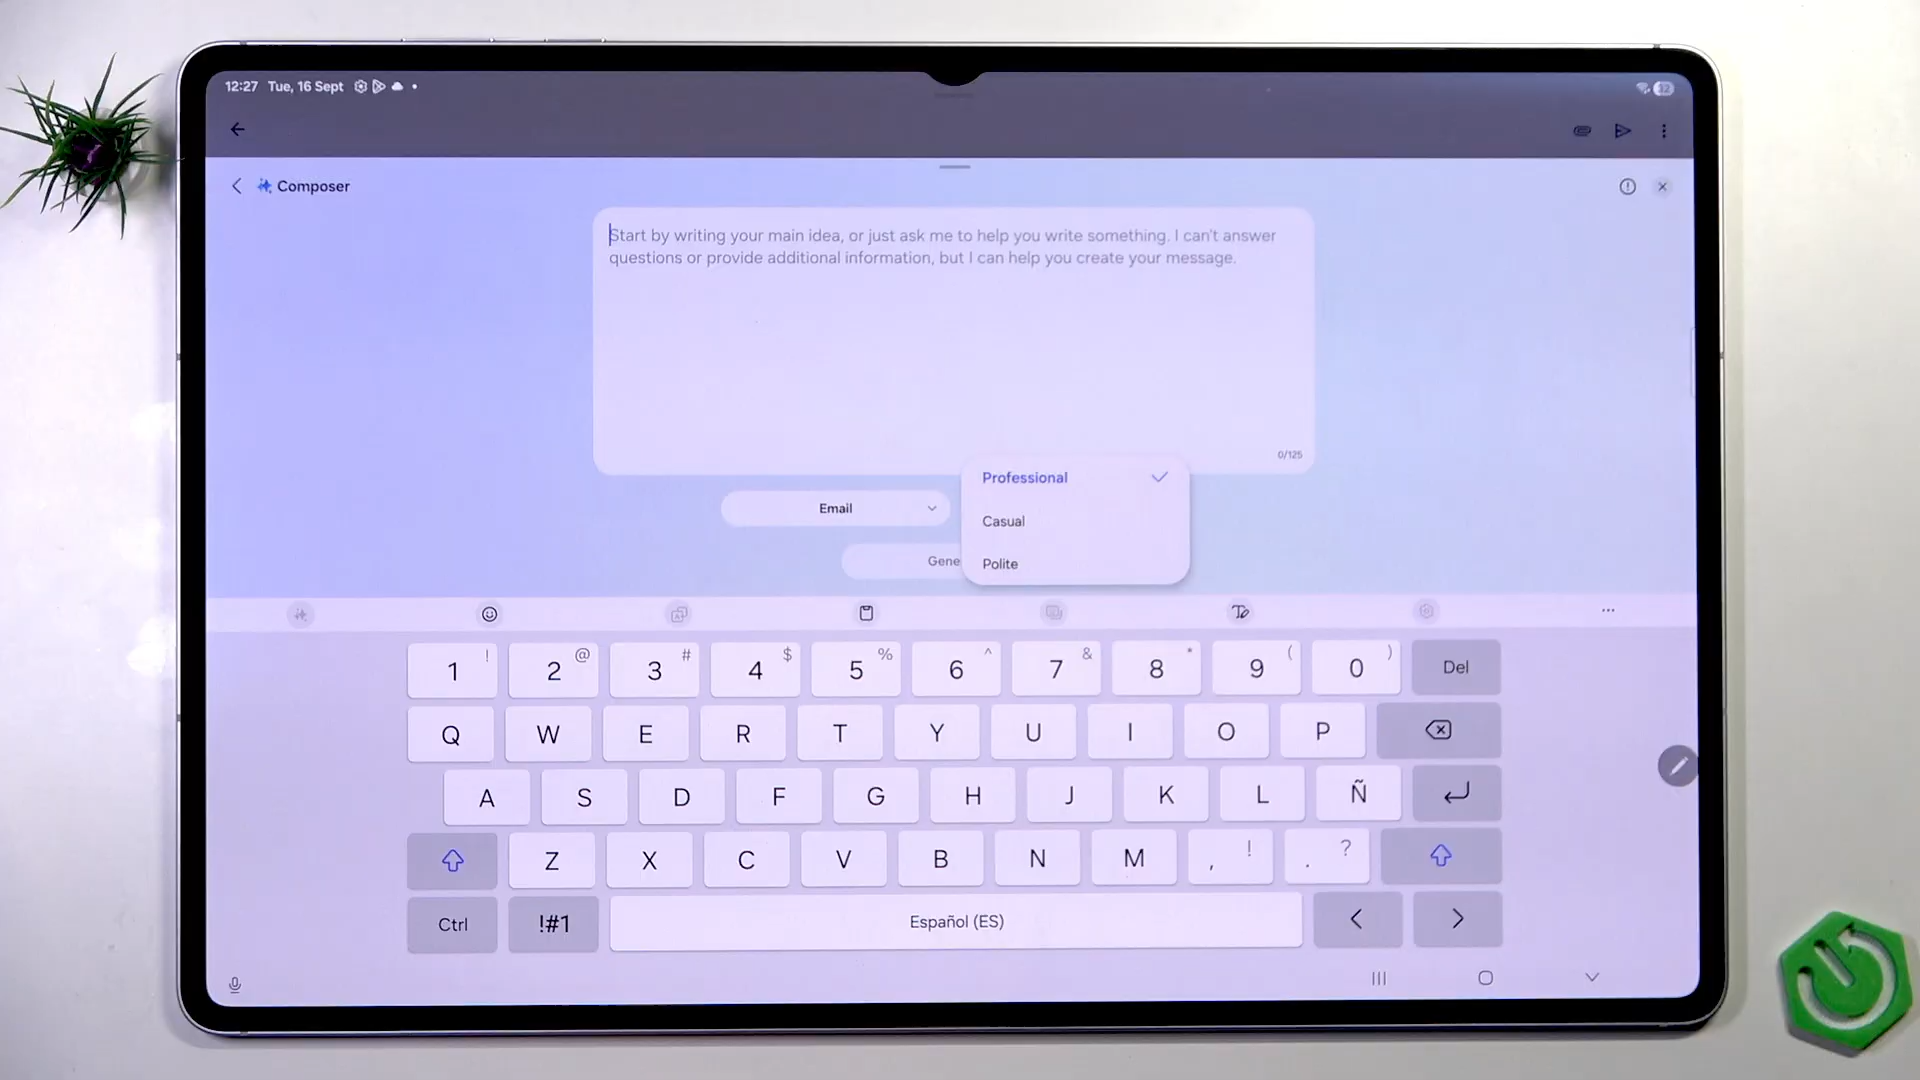 12:27 Tue, 16 Sept
12
Composer
Start by writing your main idea, or just ask me to help you write something. I can't answer
questions or provide additional information, but I can help you create your message.
0/125
Professional
Email
Casual
Gene
Polite
1 ! 2 @ 3 # 4 $ 5 % 6 ^ 7 & 8 * 9 ( 0 ) Del
Q W E R T Y U I O P
A S D F G H J K L Ñ
Z X C V B N M , ! . ?
Ctrl !#1 Español (ES) < >